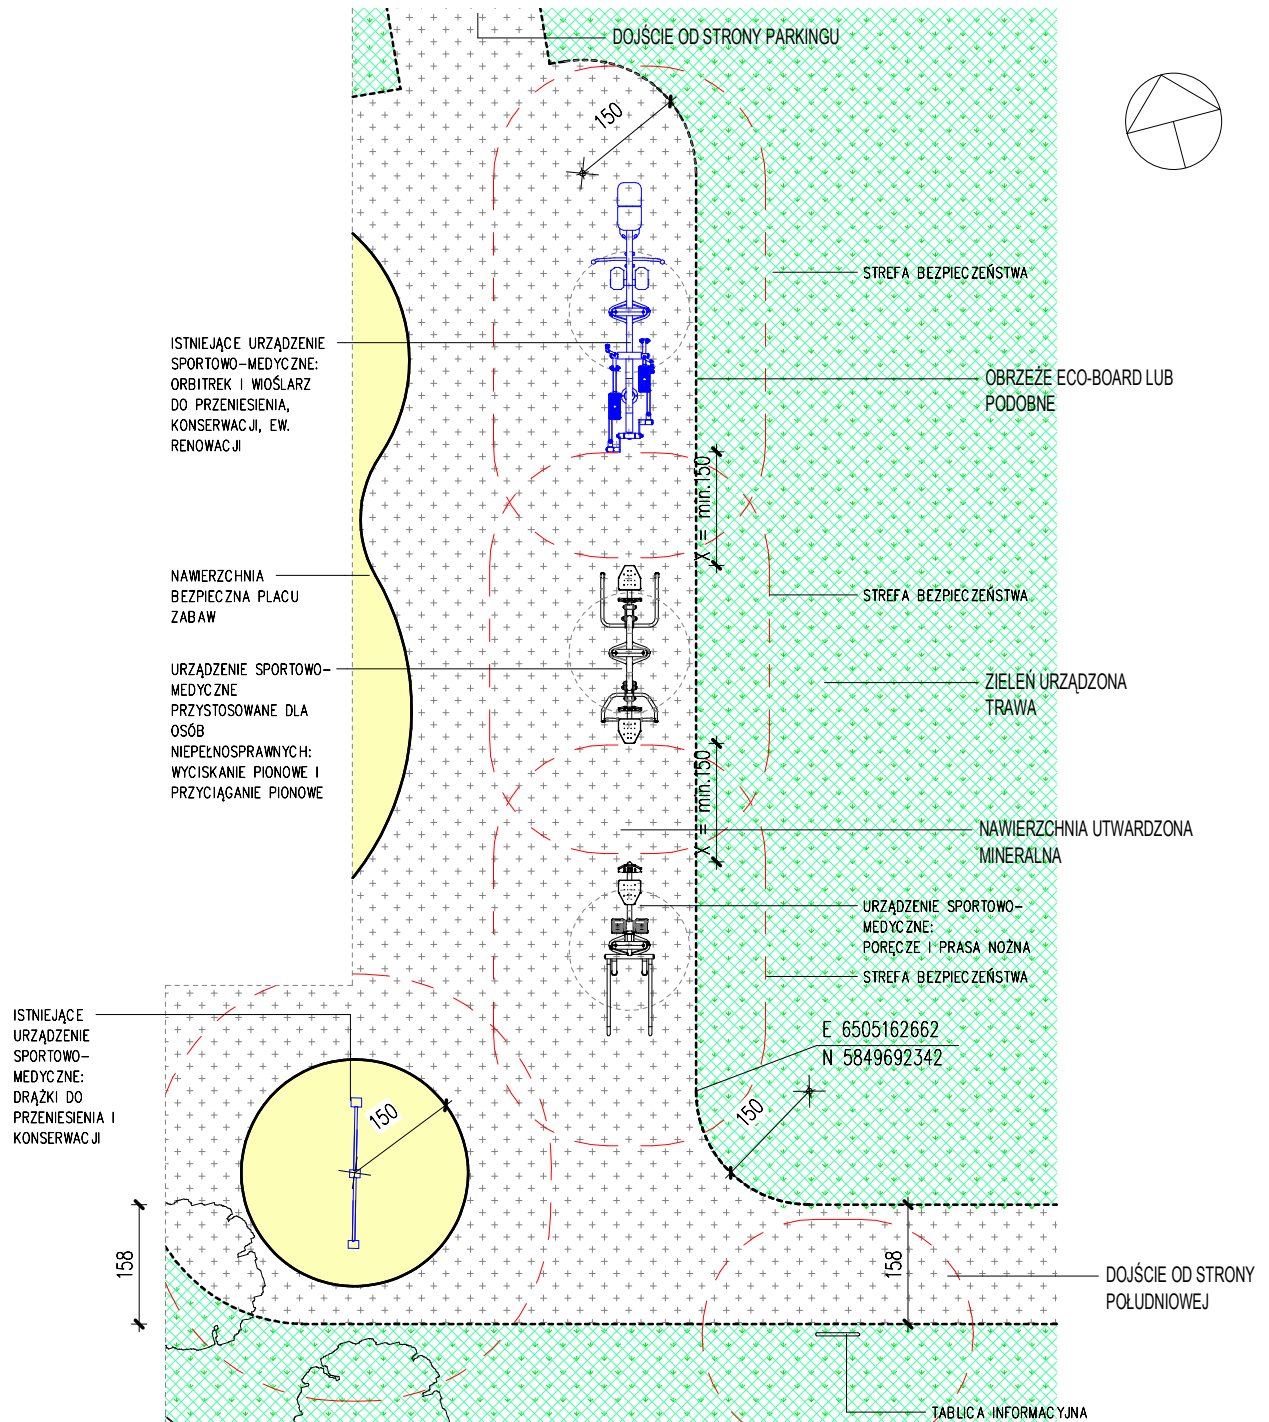 DOJŚCIE OD STRONY PARKINGU
150
STREFA BEZPIECZEŃSTWA
ISTNIEJĄCE URZĄDZENIE
SPORTOWO-MEDYCZNE:
ORBITREK I WIOŚLARZ
DO PRZENIESIENIA,
KONSERWACJI, EW.
RENOWACJI
OBRZEŻE ECO-BOARD LUB
PODOBNE
X = min.150
NAWIERZCHNIA
BEZPIECZNA PLACU
ZABAW
STREFA BEZPIECZEŃSTWA
URZĄDZENIE SPORTOWO-
MEDYCZNE
PRZYSTOSOWANE DLA
OSÓB
NIEPEŁNOSPRAWNYCH:
WYCISKANIE PIONOWE I
PRZYCIĄGANIE PIONOWE
ZIELEŃ URZĄDZONA
TRAWA
X = min.150
NAWIERZCHNIA UTWARDZONA
MINERALNA
URZĄDZENIE SPORTOWO-
MEDYCZNE:
PORĘCZE I PRASA NOŻNA
STREFA BEZPIECZEŃSTWA
ISTNIEJĄCE
URZĄDZENIE
SPORTOWO-
MEDYCZNE:
DRĄŻKI DO
PRZENIESIENIA I
KONSERWACJI
E 6505162662
N 5849692342
150
150
158
158
DOJŚCIE OD STRONY
POŁUDNIOWEJ
TABLICA INFORMACYJNA